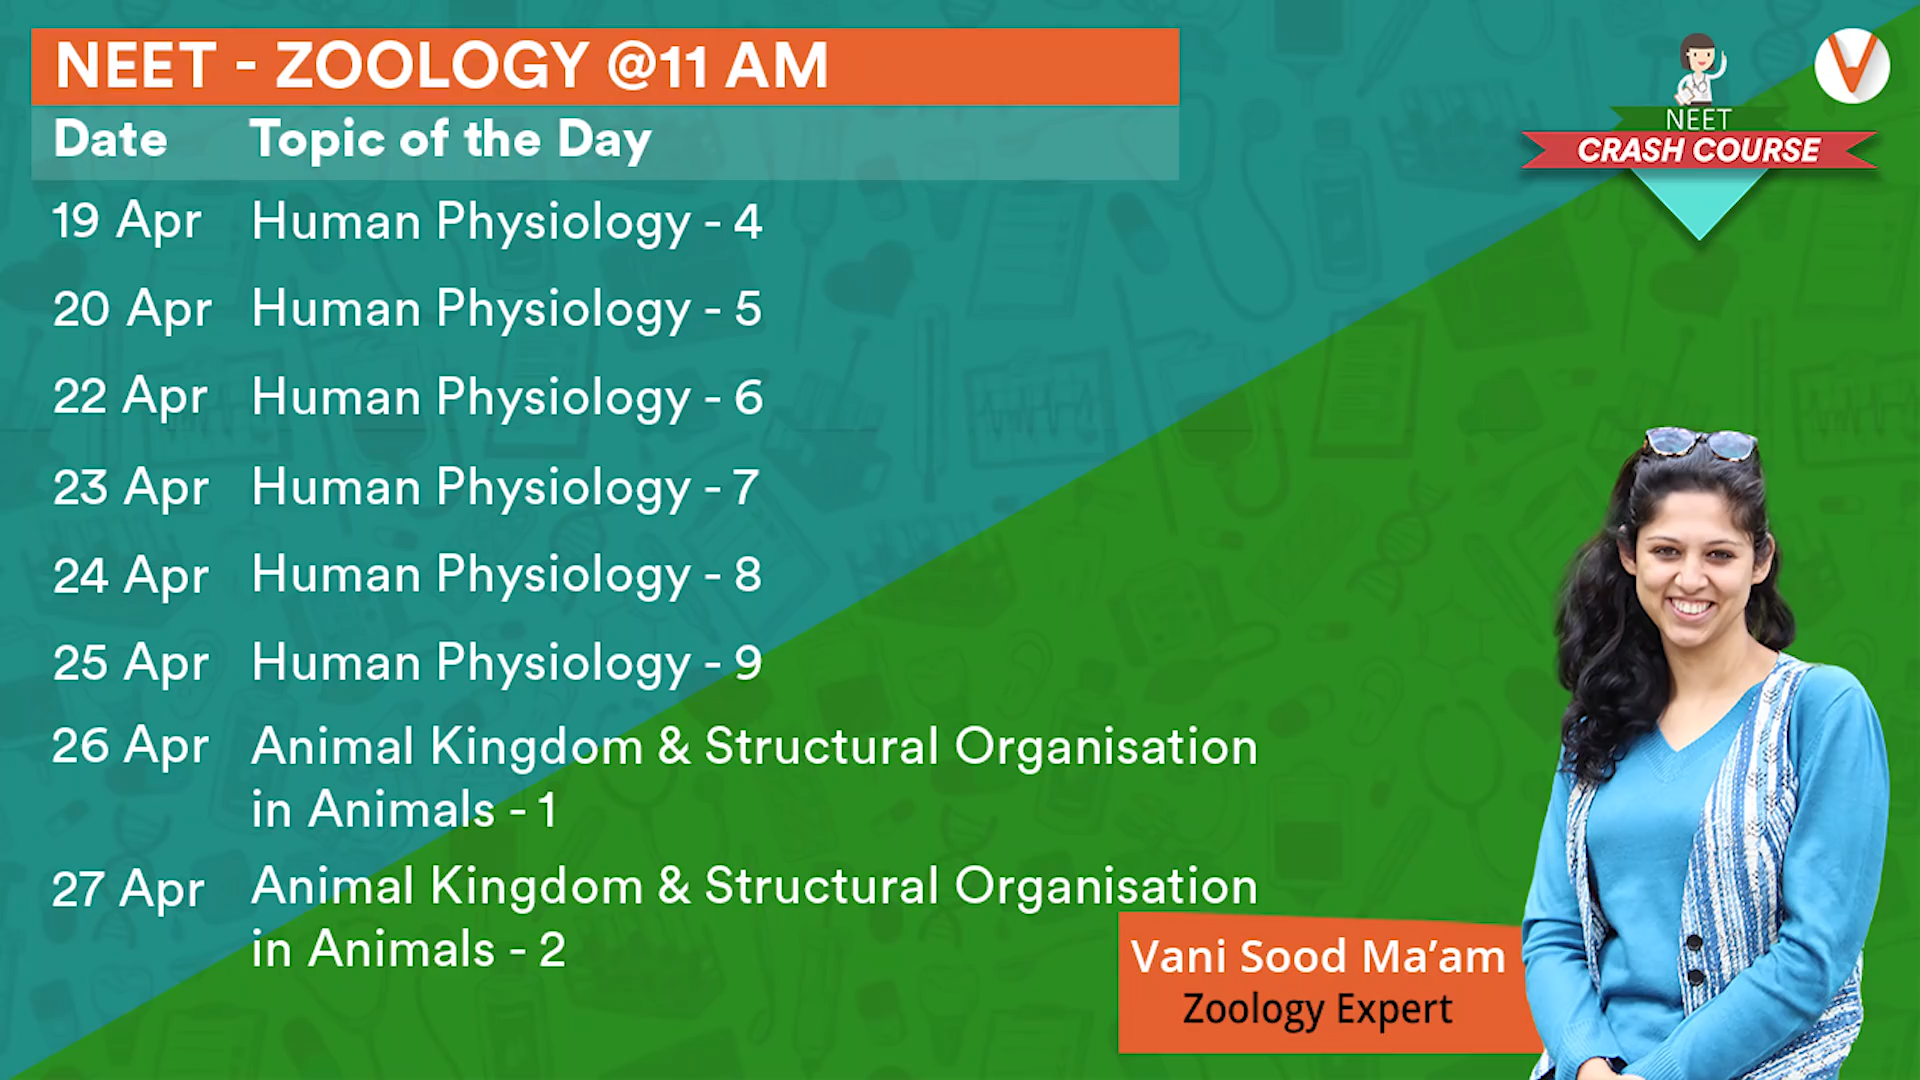 NEET - ZOOLOGY @11 AM
Date Topic of the Day
19 Apr Human Physiology - 4
20 Apr Human Physiology - 5
22 Apr Human Physiology - 6
23 Apr Human Physiology - 7
24 Apr Human Physiology - 8
25 Apr Human Physiology - 9
26 Apr Animal Kingdom & Structural Organisation
in Animals - 1
27 Apr Animal Kingdom & Structural Organisation
in Animals - 2
NEET
CRASH COURSE
V
Vani Sood Ma’am
Zoology Expert